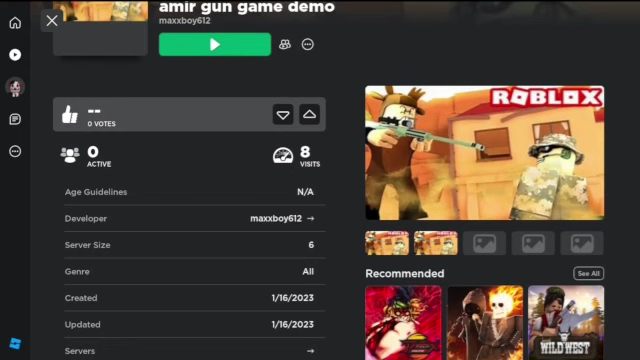 amir gun game demo
maxxboy612
--
0 VOTES
0
ACTIVE
8
VISITS
Age Guidelines N/A
Developer maxxboy612 →
Server Size 6
Genre All
Created 1/16/2023
Updated 1/16/2023
Servers →
ROBLOX
Recommended See All
WILD WEST